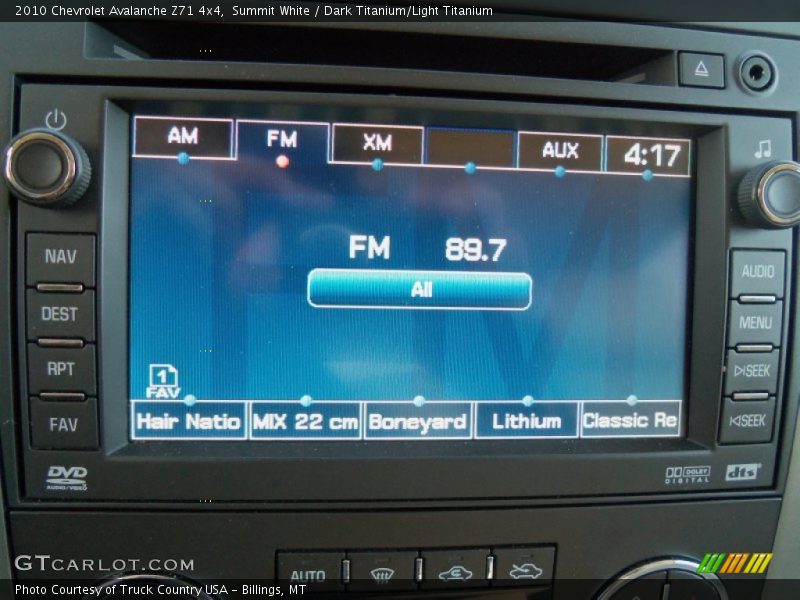 2010 Chevrolet Avalanche Z71 4x4,  Summit White / Dark Titanium/Light Titanium
AM FM XM AUX 4:17
NAV
DEST
RPT
FAV
FM 89.7
All
AUDIO
MENU
SEEK
SEEK
1
FAV
Hair Natio MIX 22 cm Boneyard Lithium Classic Re
DVD
AUDIO/VIDEO
DOLBY
DIGITAL
dts
GTCARLOT.COM
AUTO
Photo Courtesy of Truck Country USA - Billings, MT